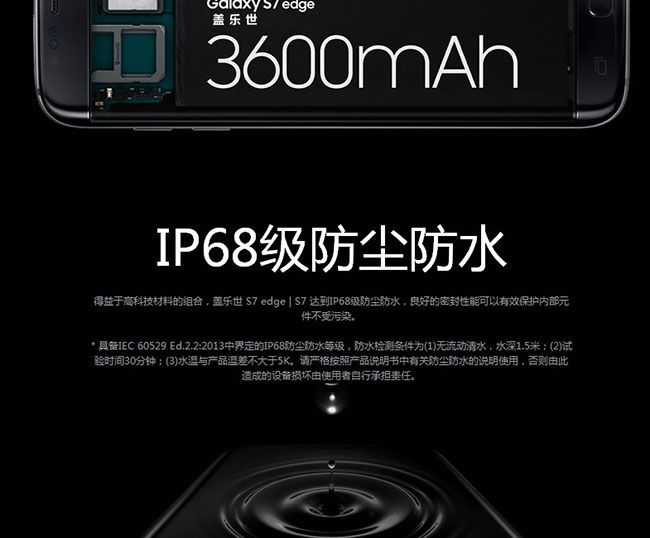 Galaxy S7 edge
盖乐世
3600mAh
IP68级防尘防水
得益于高科技材料的组合，盖乐世 S7 edge | S7 达到IP68级防尘防水，良好的密封性能可以有效保护内部元
件不受污染。
* 具备IEC 60529 Ed.2.2:2013中界定的IP68防尘防水等级，防水检测条件为(1)无流动清水，水深1.5米；(2)试
验时间30分钟；(3)水温与产品温差不大于5K。请严格按照产品说明书中有关防尘防水的说明使用，否则由此
造成的设备损坏由使用者自行承担责任。